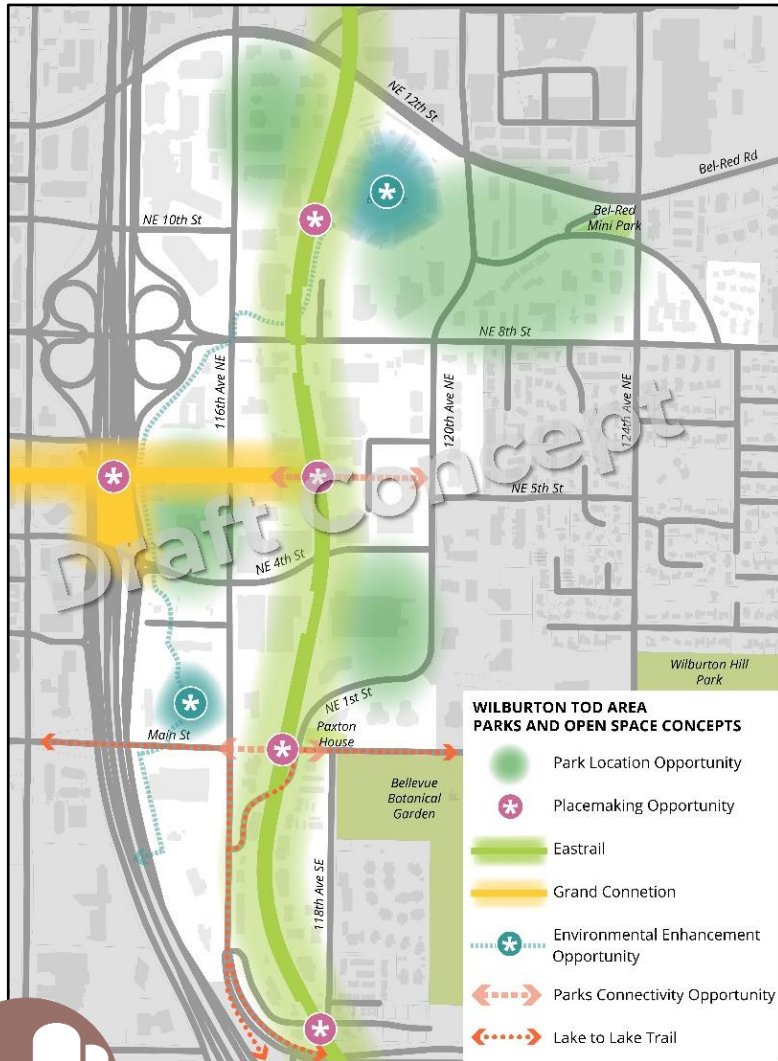 NE 12th St
Bel-Red Rd
Bel-Red
Mini Park
NE 10th St
NE 8th St
116th Ave NE
120th Ave NE
124th Ave NE
Draft Concept
NE 5th St
NE 4th St
Wilburton Hill
Park
NE 1st St
Main St
Paxton
House
Bellevue
Botanical
Garden
118th Ave SE
WILBURTON TOD AREA
PARKS AND OPEN SPACE CONCEPTS
Park Location Opportunity
Placemaking Opportunity
Eastrail
Grand Connetion
Environmental Enhancement
Opportunity
Parks Connectivity Opportunity
Lake to Lake Trail